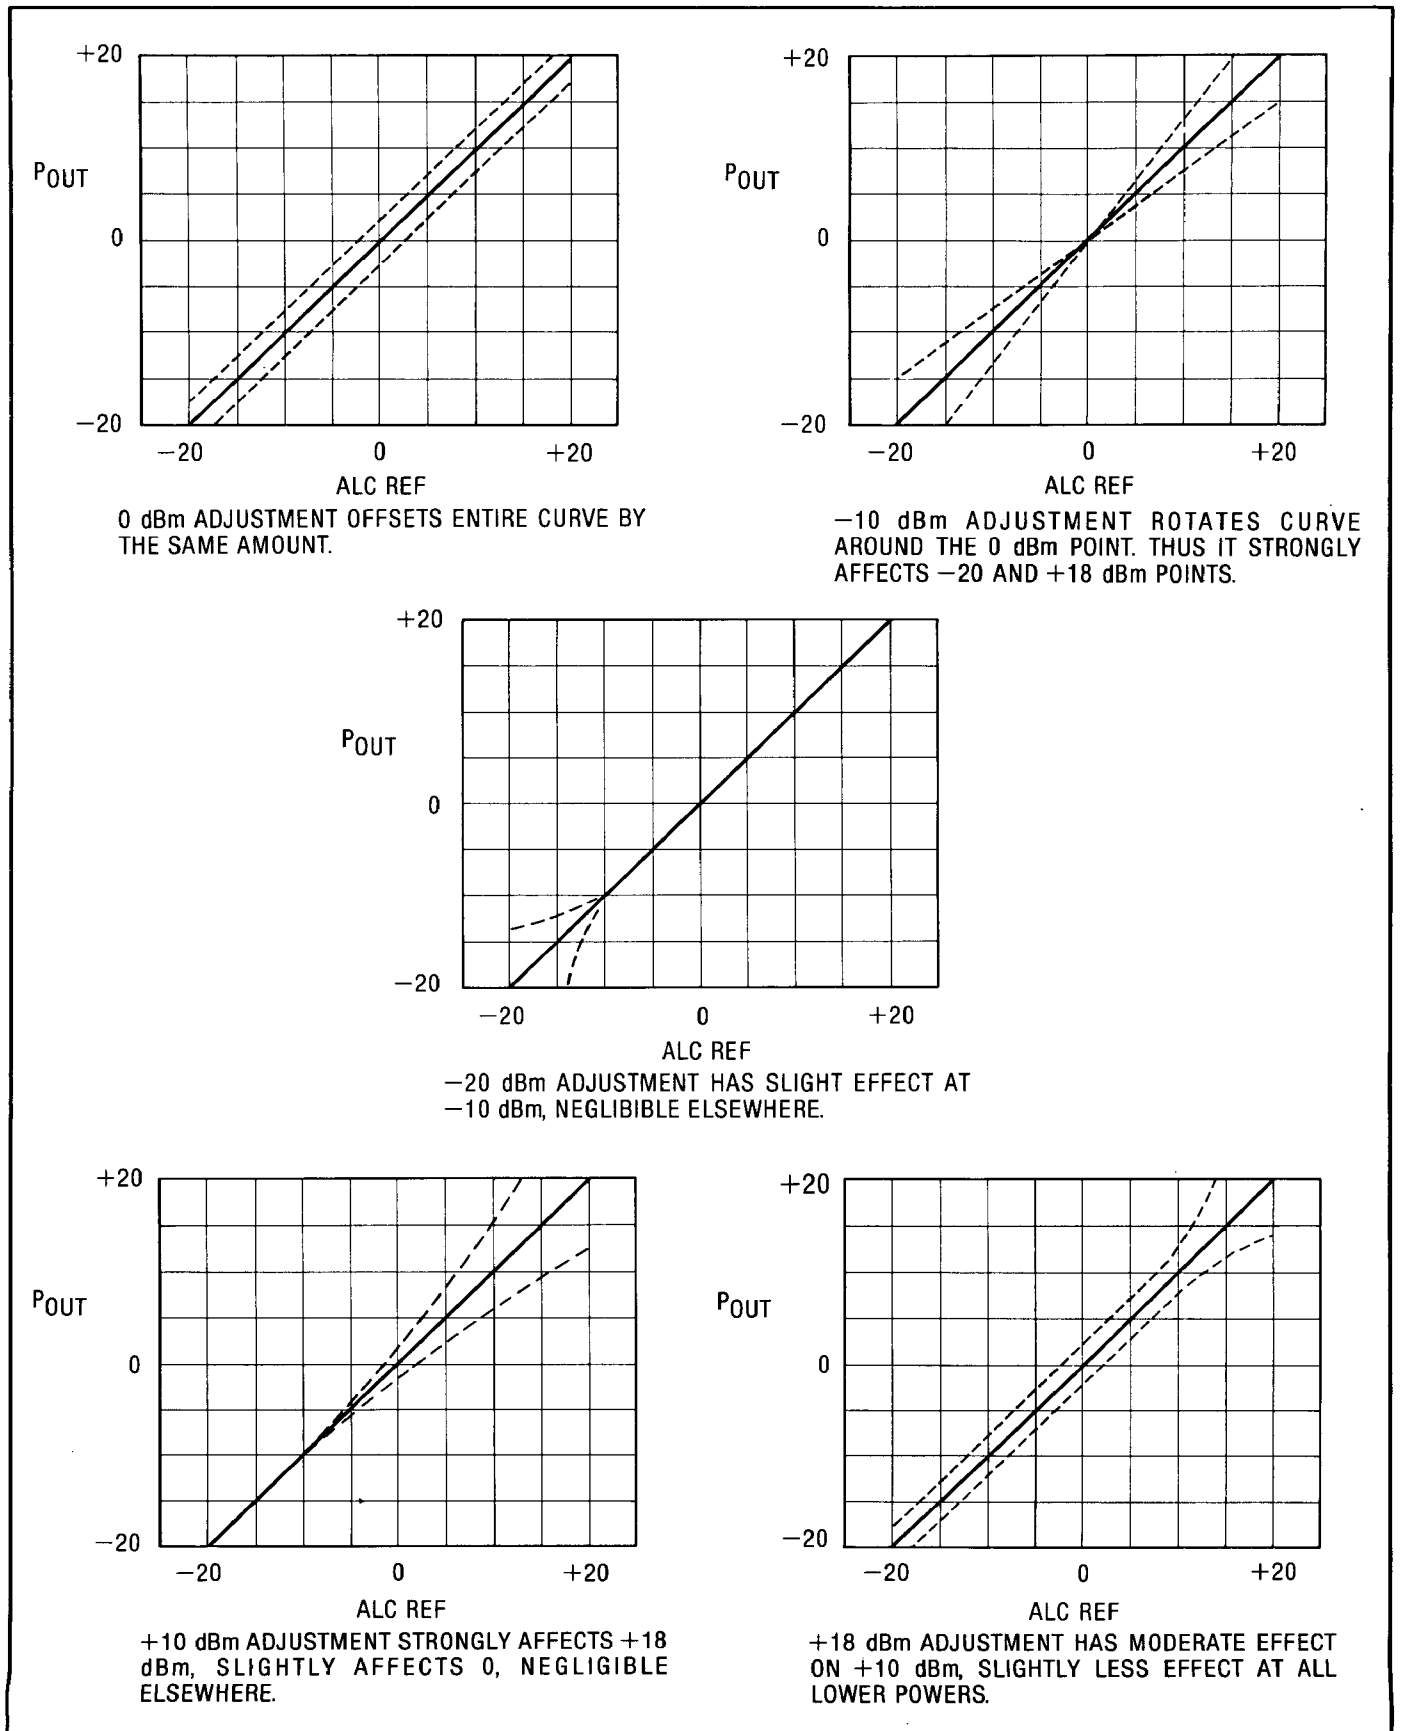 +20
POUT
0
−20
−20 0 +20
ALC REF
0 dBm ADJUSTMENT OFFSETS ENTIRE CURVE BY
THE SAME AMOUNT.
+20
POUT
0
−20
−20 0 +20
ALC REF
−10 dBm ADJUSTMENT ROTATES CURVE
AROUND THE 0 dBm POINT. THUS IT STRONGLY
AFFECTS −20 AND +18 dBm POINTS.
+20
POUT
0
−20
−20 0 +20
ALC REF
−20 dBm ADJUSTMENT HAS SLIGHT EFFECT AT
−10 dBm, NEGLIBIBLE ELSEWHERE.
+20
POUT
0
−20
−20 0 +20
ALC REF
+10 dBm ADJUSTMENT STRONGLY AFFECTS +18
dBm, SLIGHTLY AFFECTS 0, NEGLIGIBLE
ELSEWHERE.
+20
POUT
0
−20
−20 0 +20
ALC REF
+18 dBm ADJUSTMENT HAS MODERATE EFFECT
ON +10 dBm, SLIGHTLY LESS EFFECT AT ALL
LOWER POWERS.